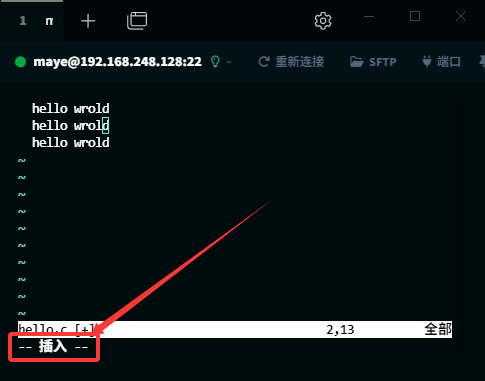 1 n
maye@192.168.248.128:22 重新连接 SFTP 端口
hello wrold
hello wrold
hello wrold
~
~
~
~
~
~
~
~
~
~
hello.c [+] 2,13 全部
-- 插入 --